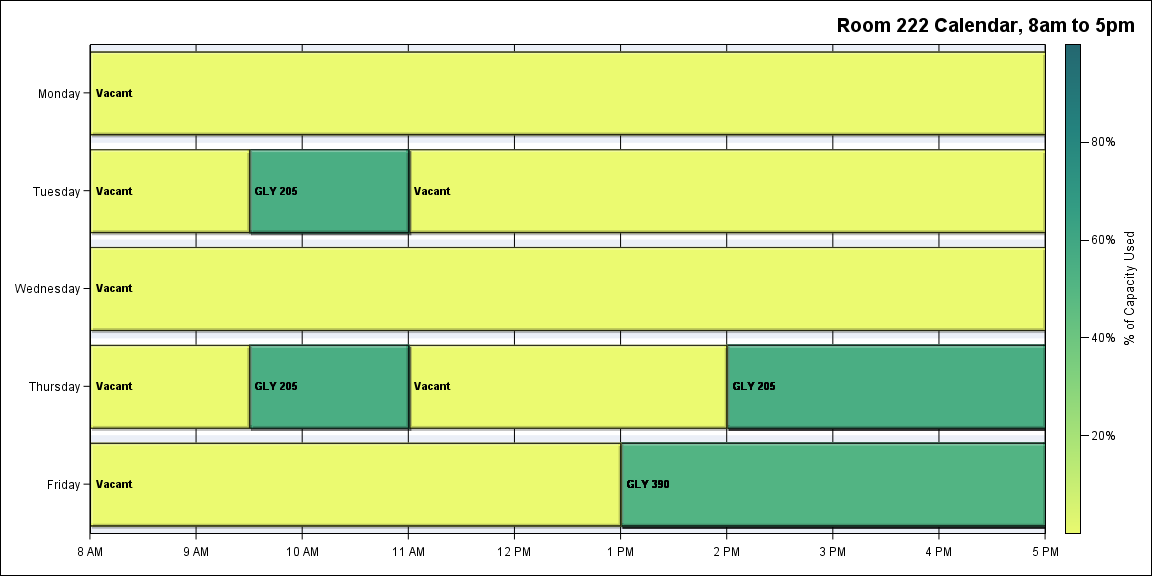 Room 222 Calendar, 8am to 5pm
Monday
Vacant
Tuesday
Vacant
GLY 205
Vacant
Wednesday
Vacant
Thursday
Vacant
GLY 205
Vacant
GLY 205
Friday
Vacant
GLY 390
8 AM
9 AM
10 AM
11 AM
12 PM
1 PM
2 PM
3 PM
4 PM
5 PM
80%
60%
40%
20%
% of Capacity Used